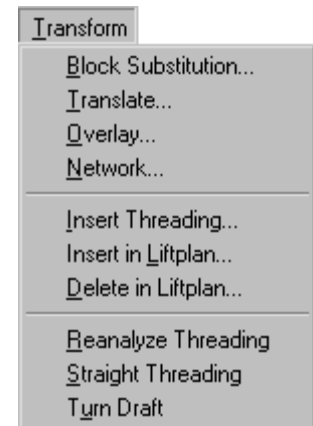 Transform
Block Substitution...
Translate...
Overlay...
Network...
Insert Threading...
Insert in Liftplan...
Delete in Liftplan...
Reanalyze Threading
Straight Threading
Turn Draft